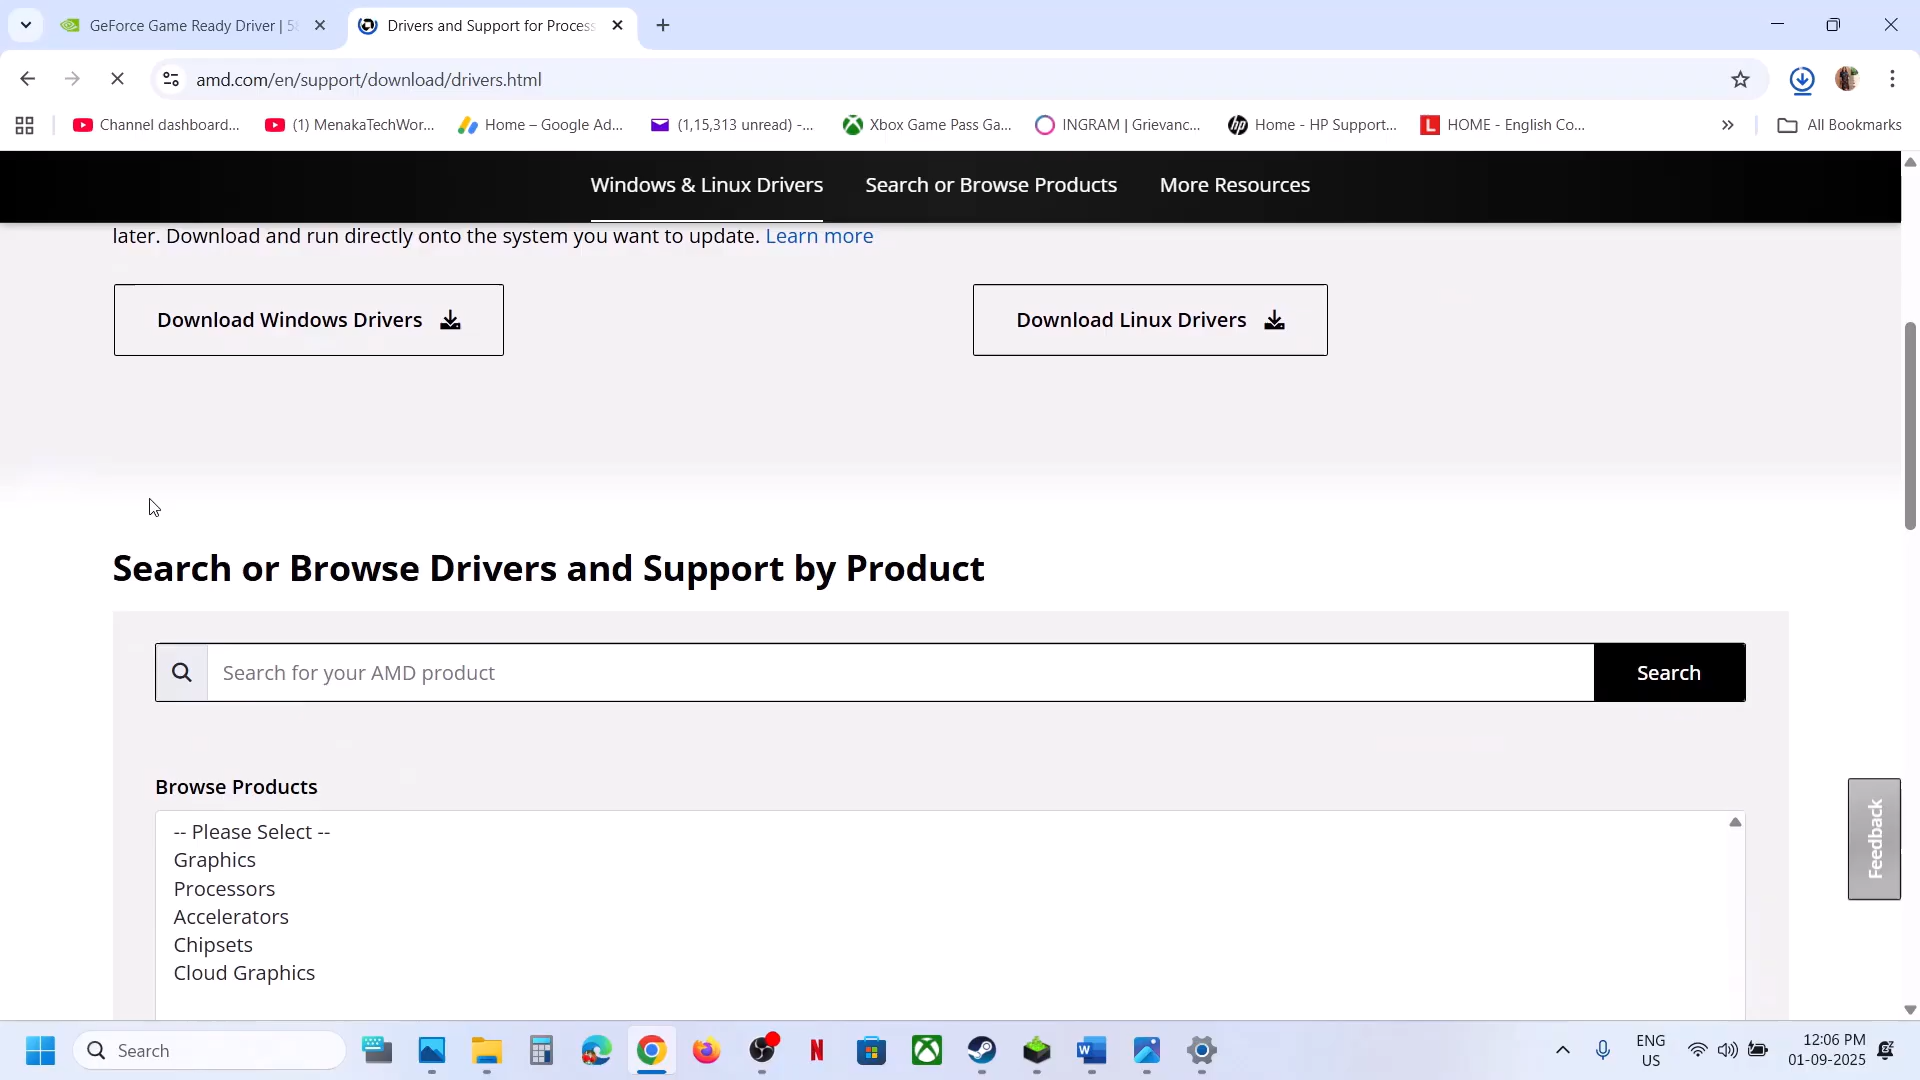 GeForce Game Ready Driver | 58
Drivers and Support for Process
amd.com/en/support/download/drivers.html
Channel dashboard...
(1) MenakaTechWor...
Home – Google Ad...
(1,15,313 unread) -...
Xbox Game Pass Ga...
INGRAM | Grievanc...
Home - HP Support...
HOME - English Co...
All Bookmarks
Windows & Linux Drivers
Search or Browse Products
More Resources
later. Download and run directly onto the system you want to update. Learn more
Download Windows Drivers
Download Linux Drivers
Search or Browse Drivers and Support by Product
Search for your AMD product
Search
Browse Products
-- Please Select --
Graphics
Processors
Accelerators
Chipsets
Cloud Graphics
Feedback
Search
ENG
US
12:06 PM
01-09-2025